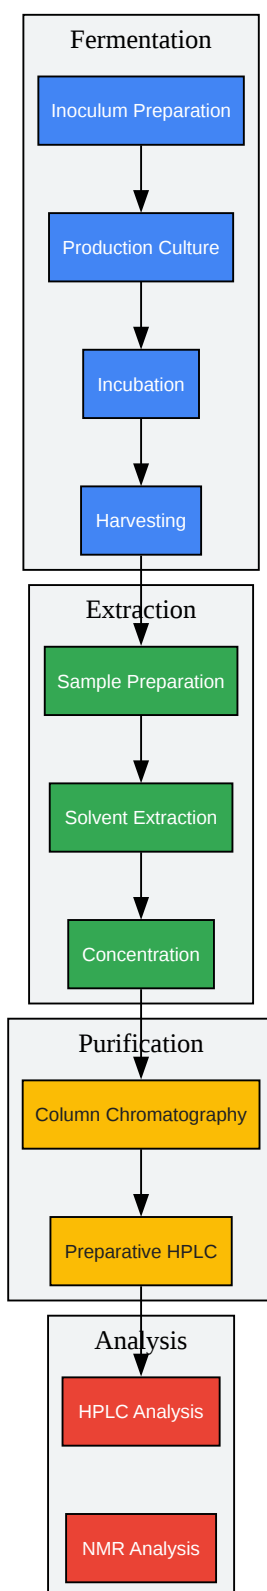 Fermentation
Inoculum Preparation
Production Culture
Incubation
Harvesting
Extraction
Sample Preparation
Solvent Extraction
Concentration
Purification
Column Chromatography
Preparative HPLC
Analysis
HPLC Analysis
NMR Analysis